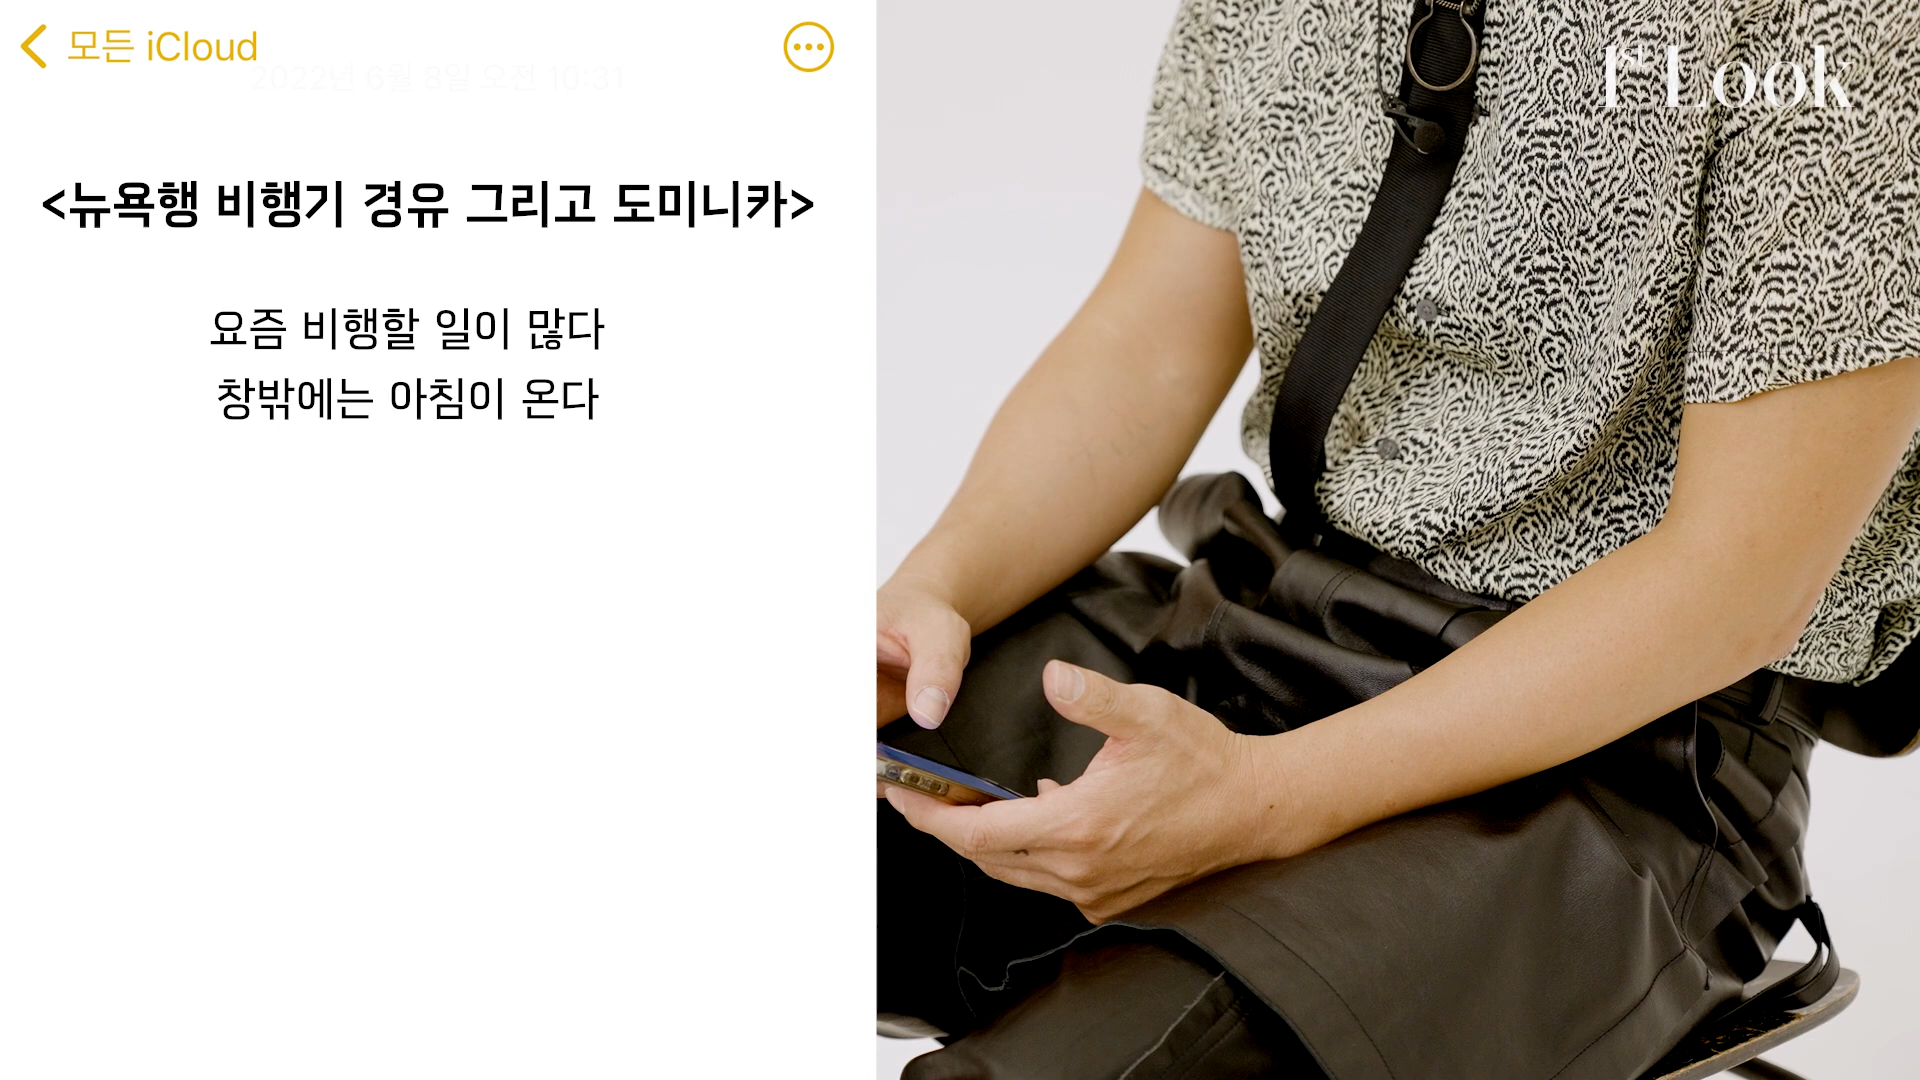 모든 iCloud
2022년 6월 8일 오전 10:31
1st Look
<뉴욕행 비행기 경유 그리고 도미니카>
요즘 비행할 일이 많다
창밖에는 아침이 온다